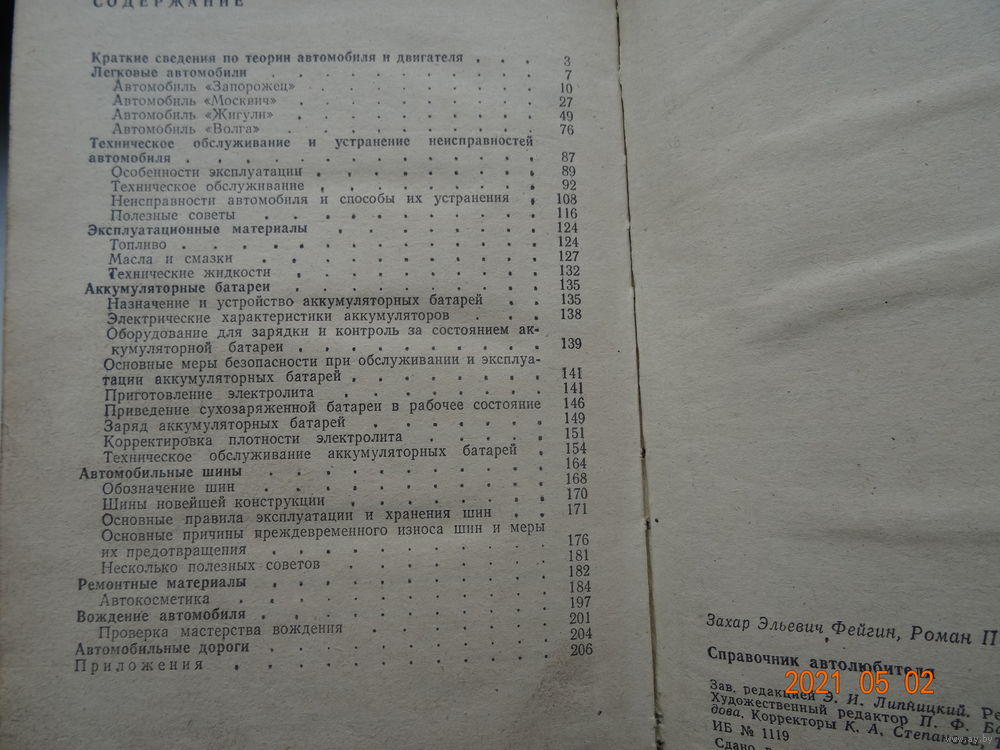 СОДЕРЖАНИЕ
Краткие сведения по теории автомобиля и двигателя . . . 3
Легковые автомобили . . . . . . . . . . 7
Автомобиль «Запорожец» . . . . . . . . . 10
Автомобиль «Москвич» . . . . . . . . . 27
Автомобиль «Жигули» . . . . . . . . . 49
Автомобиль «Волга» . . . . . . . . . 76
Техническое обслуживание и устранение неисправностей
автомобиля . . . . . . . . . . . . . 87
Особенности эксплуатации . . . . . . . . 89
Техническое обслуживание . . . . . . . . 92
Неисправности автомобиля и способы их устранения . 108
Полезные советы . . . . . . . . . . 116
Эксплуатационные материалы . . . . . . . . 124
Топливо . . . . . . . . . . . . . 124
Масла и смазки . . . . . . . . . . 127
Технические жидкости . . . . . . . . . 132
Аккумуляторные батареи . . . . . . . . . 135
Назначение и устройство аккумуляторных батарей . . 135
Электрические характеристики аккумуляторов . . . 138
Оборудование для зарядки и контроль за состоянием ак-
кумуляторной батареи . . . . . . . . . 139
Основные меры безопасности при обслуживании и эксплуа-
тации аккумуляторных батарей . . . . . . . 141
Приготовление электролита . . . . . . . . 141
Приведение сухозаряженной батареи в рабочее состояние 146
Заряд аккумуляторных батарей . . . . . . . 149
Корректировка плотности электролита . . . . . 151
Техническое обслуживание аккумуляторных батарей . 154
Автомобильные шины . . . . . . . . . . 164
Обозначение шин . . . . . . . . . . 168
Шины новейшей конструкции . . . . . . . . 170
Основные правила эксплуатации и хранения шин . . 171
Основные причины преждевременного износа шин и меры
их предотвращения . . . . . . . . . . 176
Несколько полезных советов . . . . . . . . 181
Ремонтные материалы . . . . . . . . . . 182
Автокосметика . . . . . . . . . . . 184
Вождение автомобиля . . . . . . . . . . 197
Проверка мастерства вождения . . . . . . . 201
Автомобильные дороги . . . . . . . . . . 204
Приложения . . . . . . . . . . . . 206
Захар Эльевич Фейгин, Роман П
Справочник автолюбителя
2021 05 02
Зав. редакцией Э. И. Липницкий. Ре
Художественный редактор П. Ф. Ба
дова. Корректоры К. А. Степан
ИБ № 1119
Сдано
www.ay.by